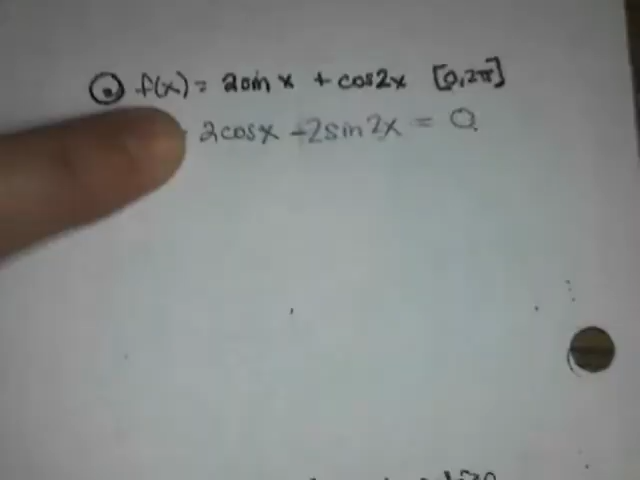 f(x) = 2sin x + cos2x [0,2π]
2cosx -2sin2x = 0